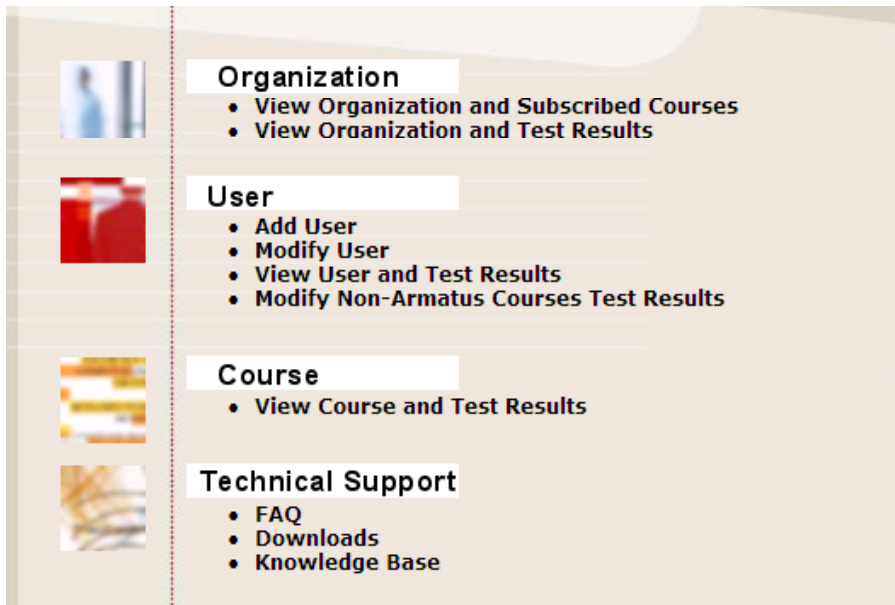 Organization
• View Organization and Subscribed Courses
• View Organization and Test Results
User
• Add User
• Modify User
• View User and Test Results
• Modify Non-Armatus Courses Test Results
Course
• View Course and Test Results
Technical Support
• FAQ
• Downloads
• Knowledge Base